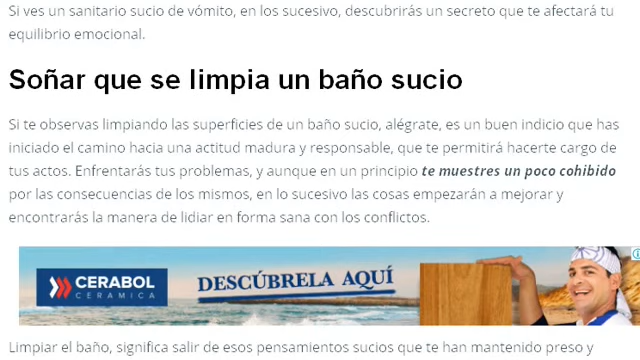 Si ves un sanitario sucio de vómito, en los sucesivo, descubrirás un secreto que te afectará tu
equilibrio emocional.
Soñar que se limpia un baño sucio
Si te observas limpiando las superficies de un baño sucio, alégrate, es un buen indicio que has
iniciado el camino hacia una actitud madura y responsable, que te permitirá hacerte cargo de
tus actos. Enfrentarás tus problemas, y aunque en un principio te muestres un poco cohibido
por las consecuencias de los mismos, en lo sucesivo las cosas empezarán a mejorar y
encontrarás la manera de lidiar en forma sana con los conflictos.
CERABOL
CERAMICA
DESCÚBRELA AQUÍ
Limpiar el baño, significa salir de esos pensamientos sucios que te han mantenido preso y